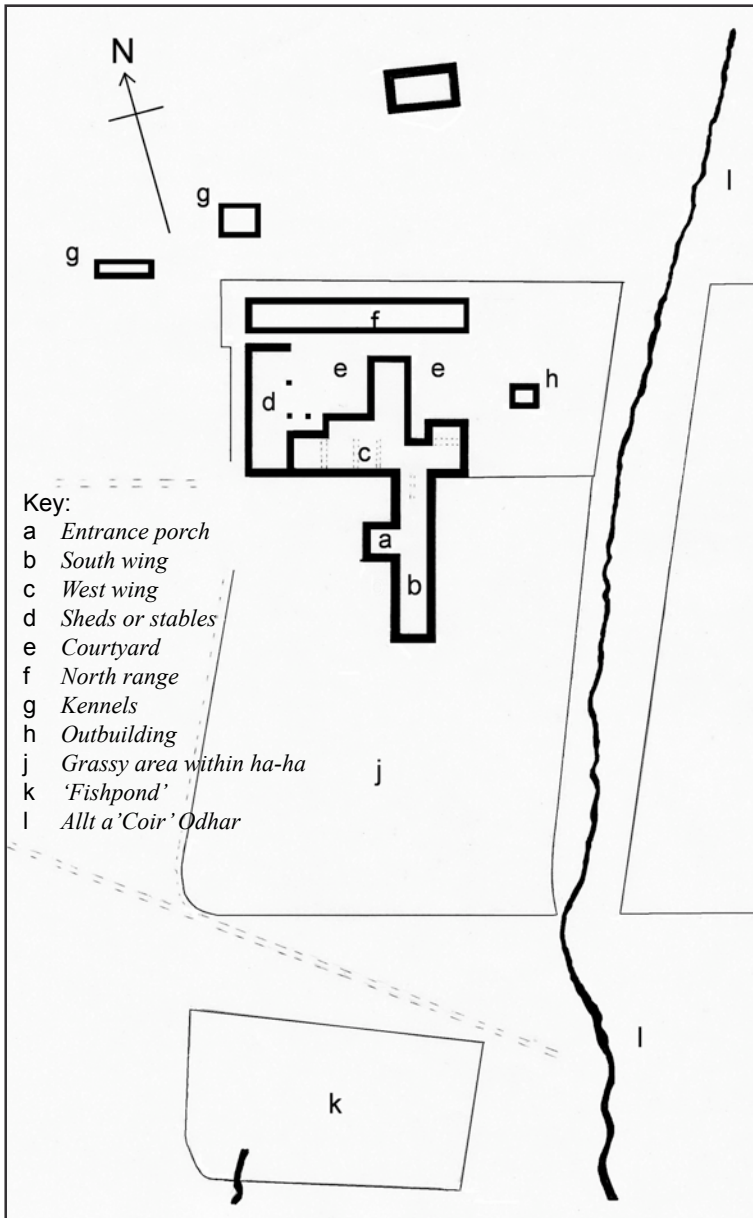 N
l
g
g
f
e
e
h
d
c
Key:
a Entrance porch
b South wing
c West wing
d Sheds or stables
e Courtyard
f North range
g Kennels
h Outbuilding
j Grassy area within ha-ha
k ‘Fishpond’
l Allt a’Coir’ Odhar
a
b
j
l
k